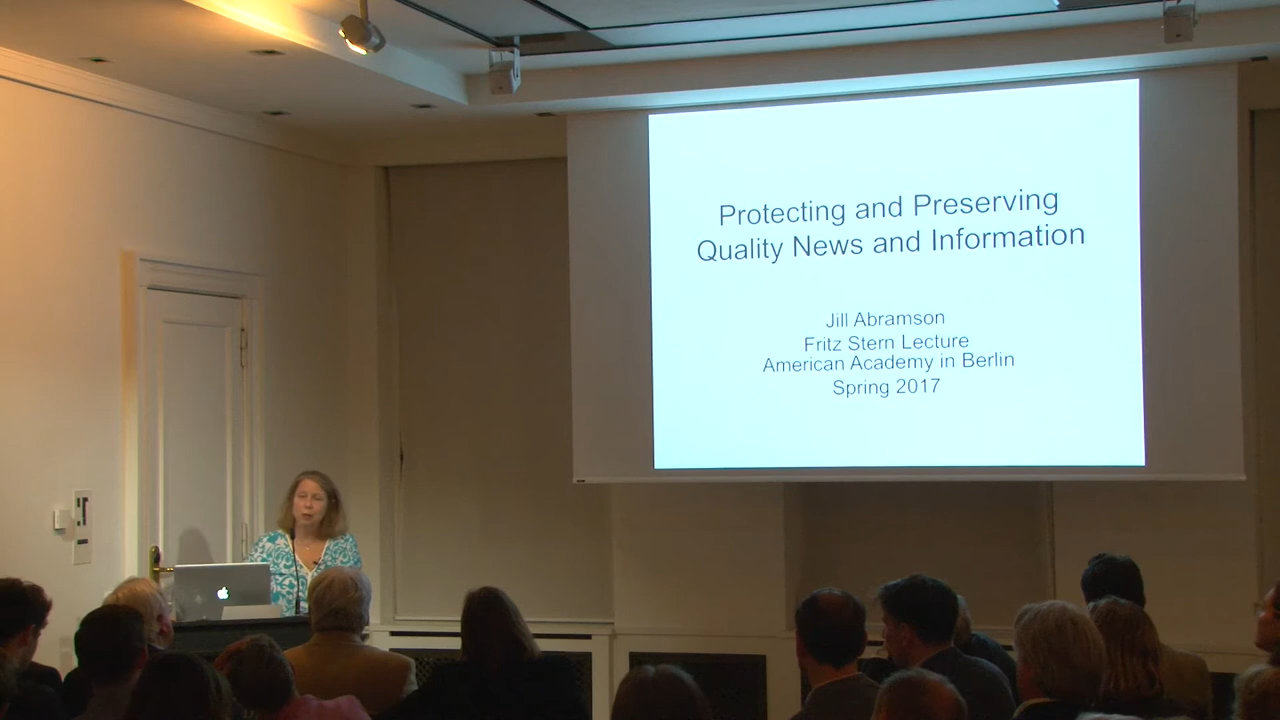 Protecting and Preserving
Quality News and Information
Jill Abramson
Fritz Stern Lecture
American Academy in Berlin
Spring 2017